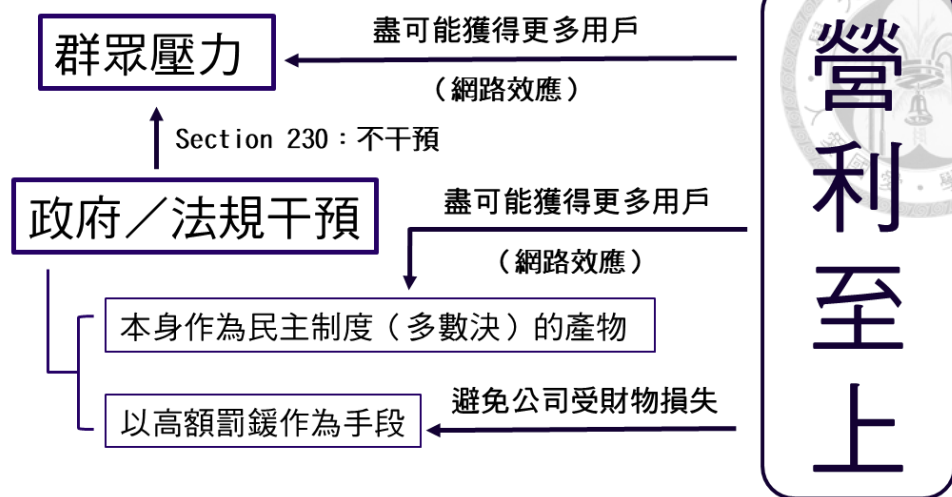 盡可能獲得更多用戶
群眾壓力
（網路效應）
Section 230：不干預
政府／法規干預
盡可能獲得更多用戶
（網路效應）
本身作為民主制度（多數決）的產物
避免公司受財物損失
以高額罰鍰作為手段
營利至上